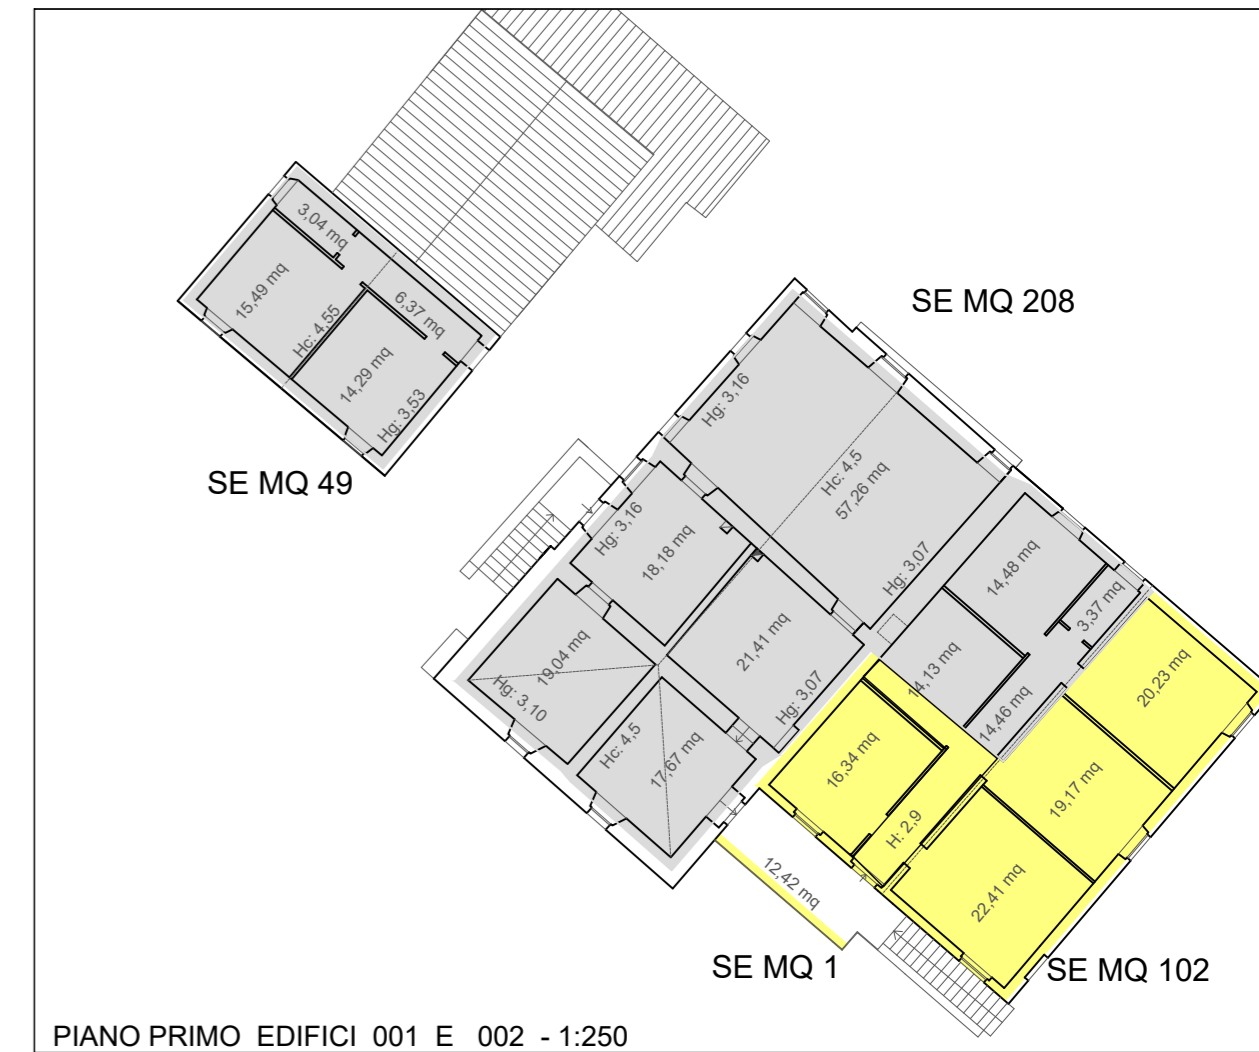 3,04 mq
15,49 mq
Hc: 4,55
6,37 mq
14,29 mq
Hg: 3,53
SE MQ 49
SE MQ 208
Hg: 3,16
Hc: 4,5
57,26 mq
Hg: 3,07
Hg: 3,16
18,18 mq
14,48 mq
3,37 mq
19,04 mq
Hg: 3,10
21,41 mq
Hg: 3,07
14,13 mq
14,46 mq
20,23 mq
Hc: 4,5
17,67 mq
16,34 mq
H: 2,9
19,17 mq
12,42 mq
22,41 mq
SE MQ 1
SE MQ 102
PIANO PRIMO EDIFICI 001 E 002 - 1:250